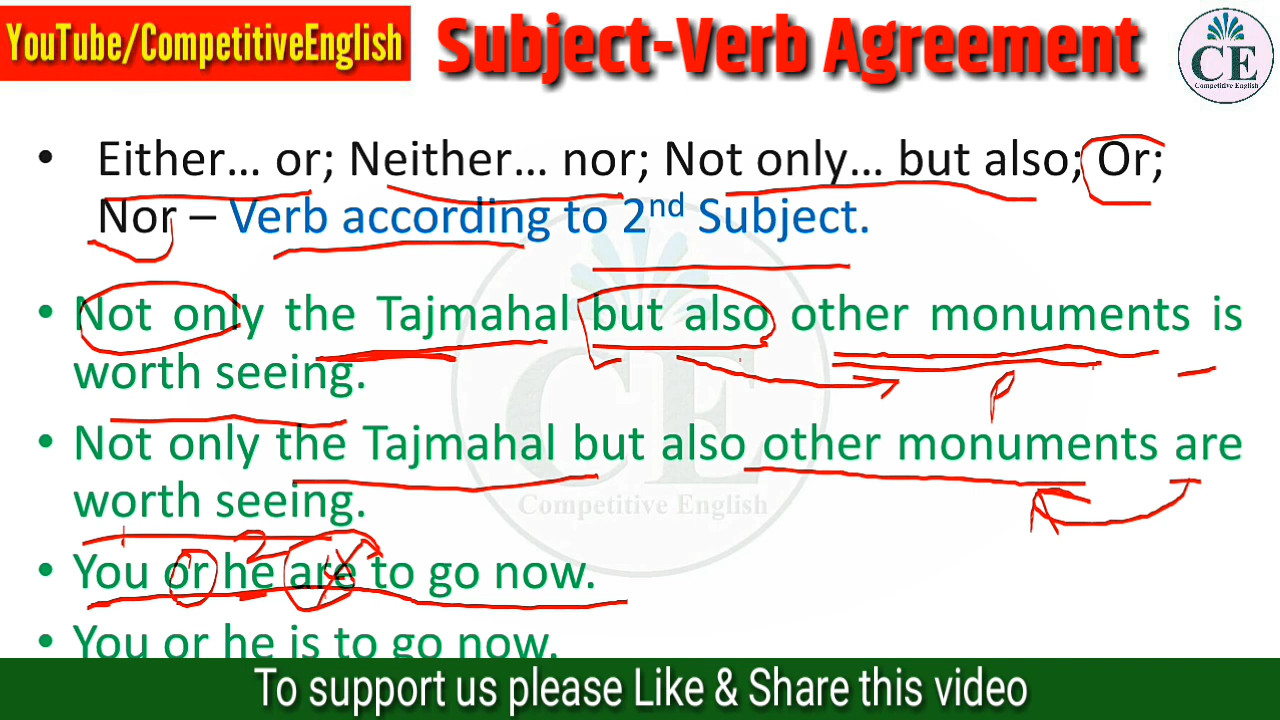 YouTube/CompetitiveEnglish
Subject-Verb Agreement
CE
Competitive English
• Either... or; Neither... nor; Not only... but also; Or;
Nor – Verb according to 2nd Subject.
• Not only the Tajmahal but also other monuments is
worth seeing.
P
• Not only the Tajmahal but also other monuments are
worth seeing.
Competitive English
1 2
• You or he are to go now.
• You or he is to go now.
To support us please Like & Share this video